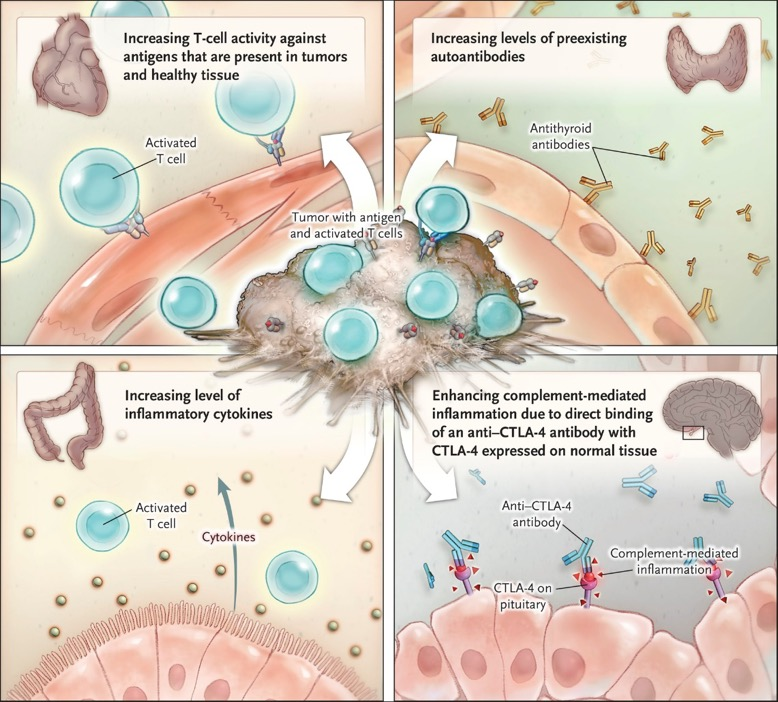 Increasing T-cell activity against
antigens that are present in tumors
and healthy tissue
Activated
T cell
Increasing levels of preexisting
autoantibodies
Antithyroid
antibodies
Tumor with antigen
and activated T cells
Increasing level of
inflammatory cytokines
Activated
T cell
Cytokines
Enhancing complement-mediated
inflammation due to direct binding
of an anti–CTLA-4 antibody with
CTLA-4 expressed on normal tissue
Anti–CTLA-4
antibody
Complement-mediated
inflammation
CTLA-4 on
pituitary